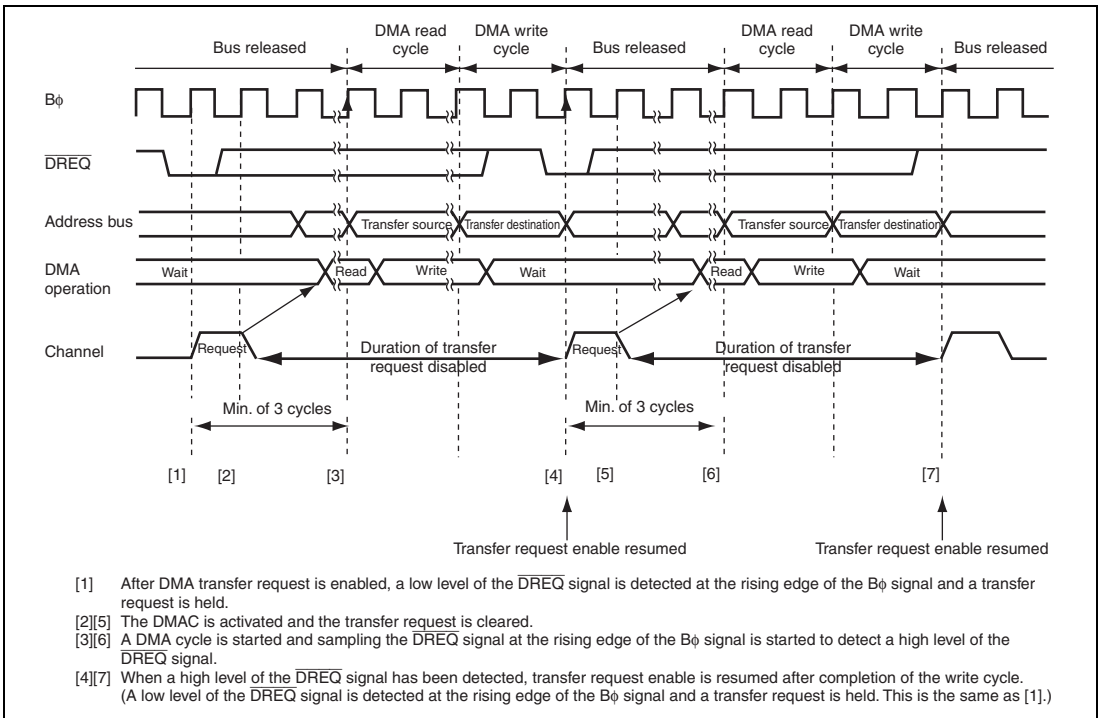 DMA read cycle
DMA write cycle
DMA read cycle
DMA write cycle
Bus released
Bus released
Bus released
Bφ
DREQ
Address bus
Transfer source
Transfer destination
Transfer source
Transfer destination
DMA operation
Wait
Read
Write
Wait
Read
Write
Wait
Channel
Request
Duration of transfer request disabled
Request
Duration of transfer request disabled
Min. of 3 cycles
Min. of 3 cycles
[1]
[2]
[3]
[4]
[5]
[6]
[7]
Transfer request enable resumed
Transfer request enable resumed
[1] After DMA transfer request is enabled, a low level of the DREQ signal is detected at the rising edge of the Bφ signal and a transfer
request is held.
[2][5] The DMAC is activated and the transfer request is cleared.
[3][6] A DMA cycle is started and sampling the DREQ signal at the rising edge of the Bφ signal is started to detect a high level of the
DREQ signal.
[4][7] When a high level of the DREQ signal has been detected, transfer request enable is resumed after completion of the write cycle.
(A low level of the DREQ signal is detected at the rising edge of the Bφ signal and a transfer request is held. This is the same as [1].)